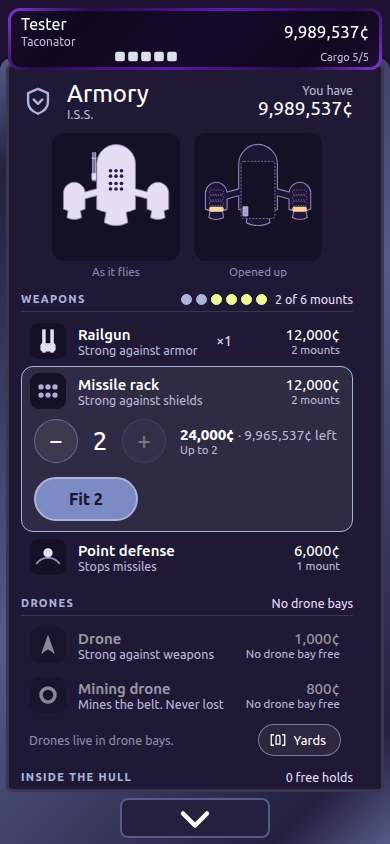 Tester
Taconator
9,989,537¢
Cargo 5/5
Armory
I.S.S.
You have
9,989,537¢
As it flies
Opened up
WEAPONS
2 of 6 mounts
Railgun
Strong against armor
×1
12,000¢
2 mounts
Missile rack
Strong against shields
12,000¢
2 mounts
− 2 +
24,000¢ · 9,965,537¢ left
Up to 2
Fit 2
Point defense
Stops missiles
6,000¢
1 mount
DRONES
No drone bays
Drone
Strong against weapons
1,000¢
No drone bay free
Mining drone
Mines the belt. Never lost
800¢
No drone bay free
Drones live in drone bays.
Yards
INSIDE THE HULL
0 free holds